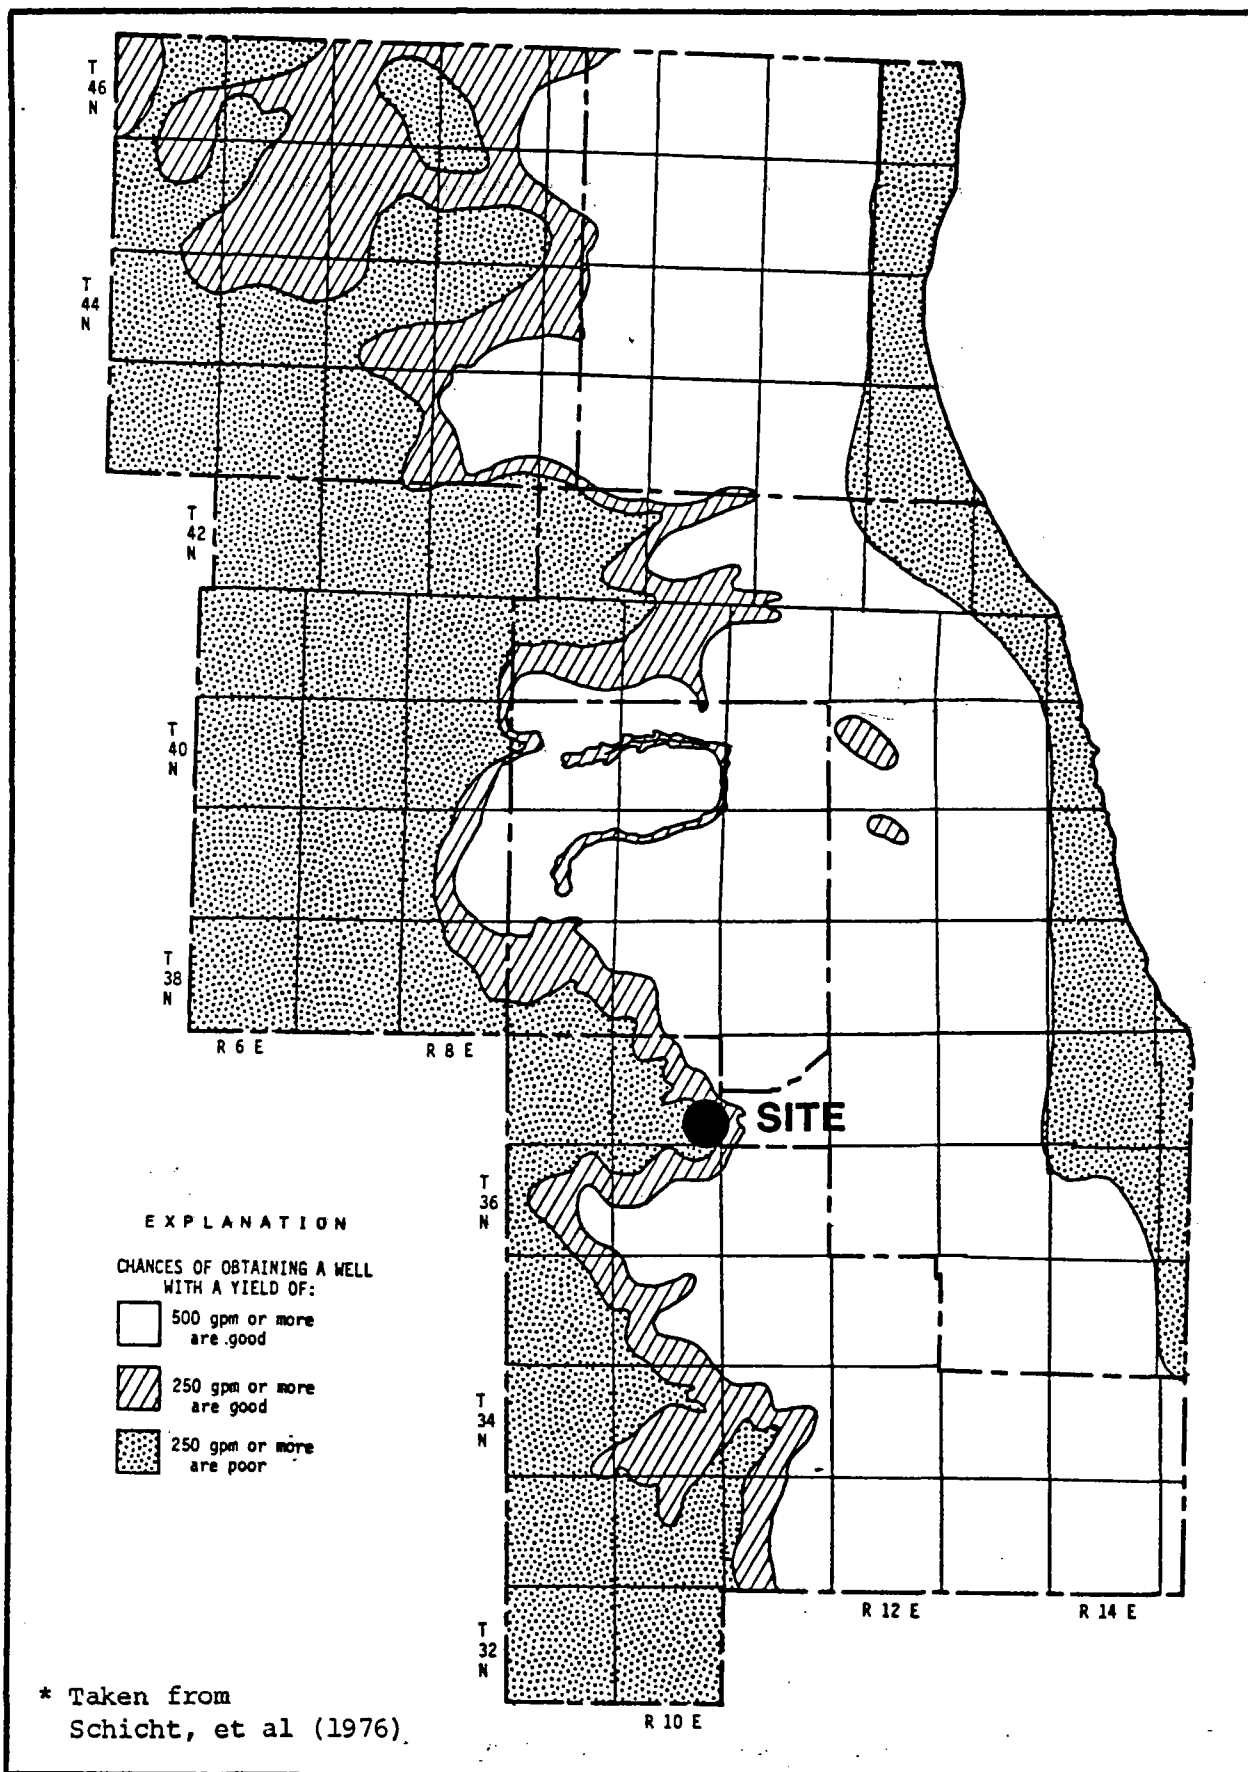 T
46
N
T
44
N
T
42
N
T
40
N
T
38
N
R 6 E
R 8 E
SITE
T
36
N
EXPLANATION
CHANCES OF OBTAINING A WELL
WITH A YIELD OF:
500 gpm or more
are good
250 gpm or more
are good
250 gpm or more
are poor
T
34
N
R 12 E
R 14 E
T
32
N
R 10 E
* Taken from
Schicht, et al (1976)